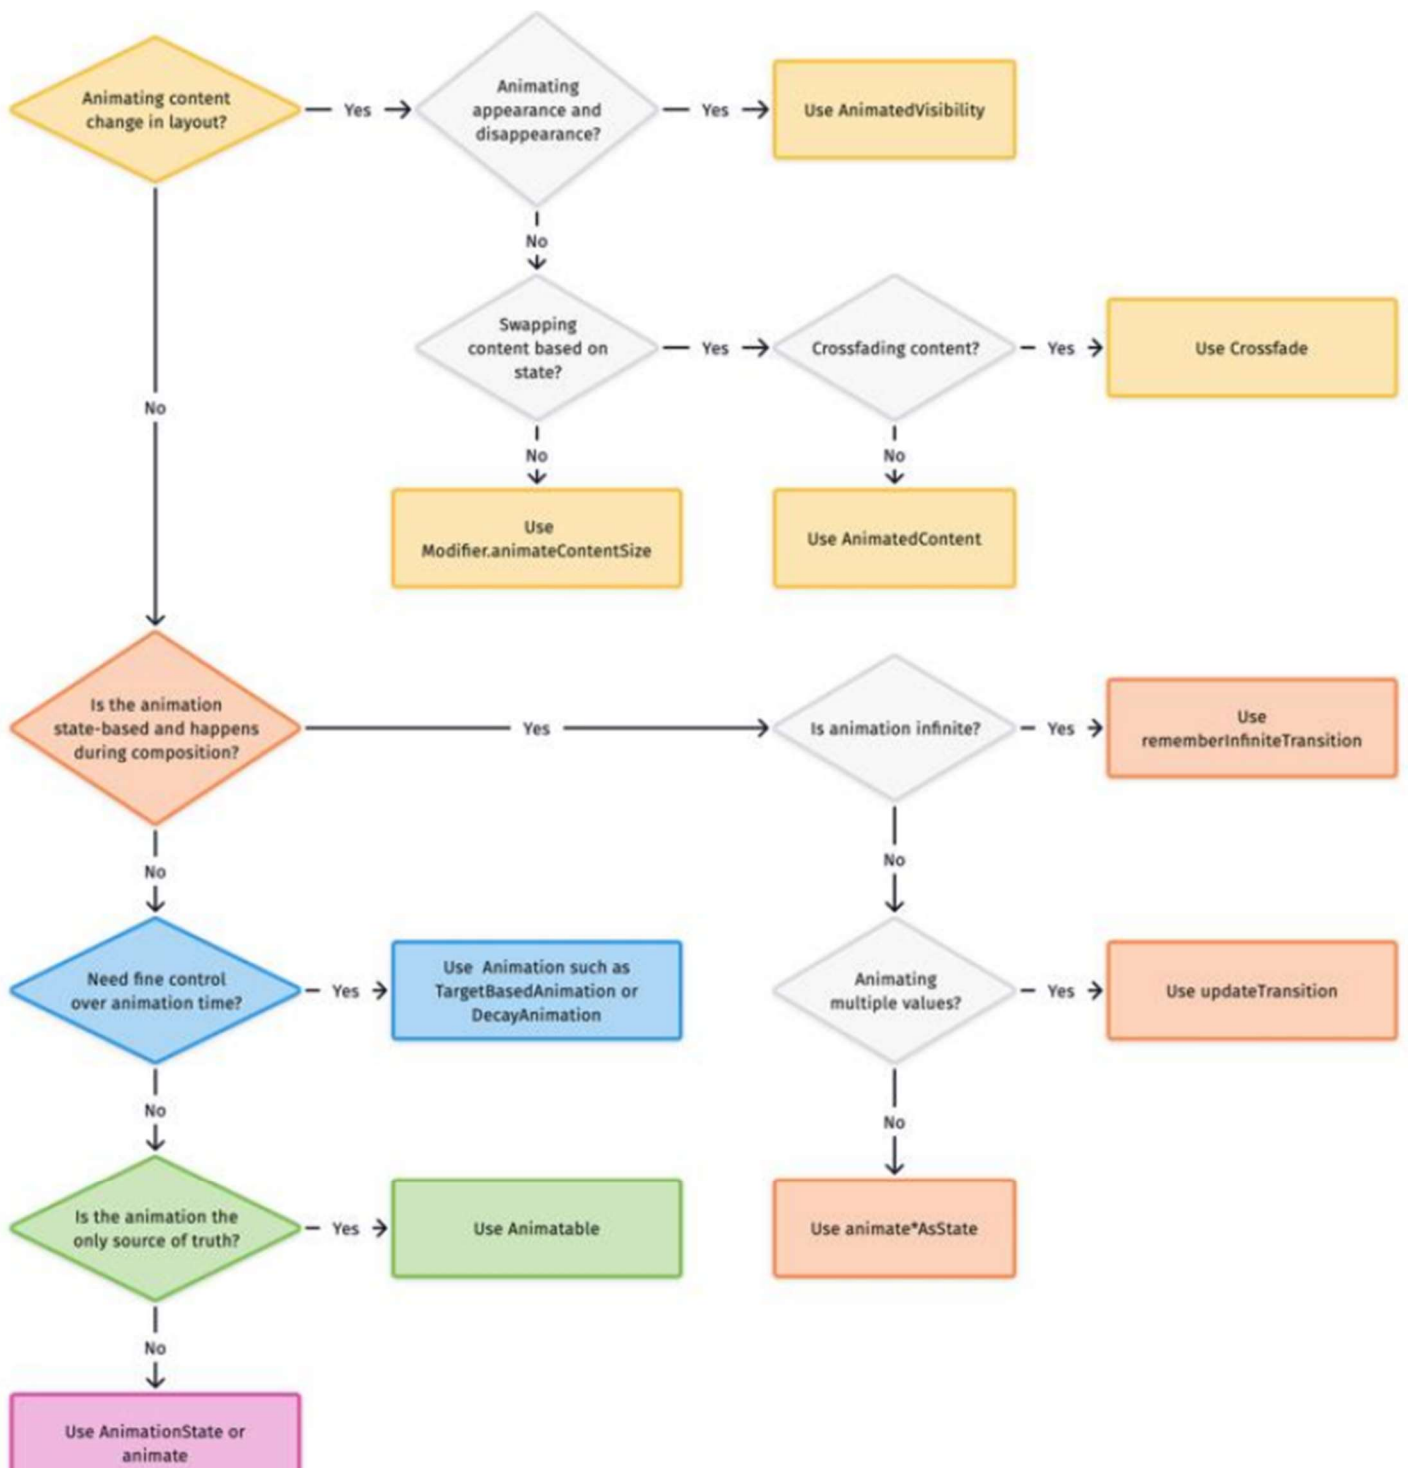 Animating content
change in layout?
Yes
Animating
appearance and
disappearance?
Yes
Use AnimatedVisibility
No
No
Swapping
content based on
state?
Yes
Crossfading content?
Yes
Use Crossfade
No
No
Use
Modifier.animateContentSize
Use AnimatedContent
Is the animation
state-based and happens
during composition?
Yes
Is animation infinite?
Yes
Use
rememberInfiniteTransition
No
No
Need fine control
over animation time?
Yes
Use  Animation such as
TargetBasedAnimation or
DecayAnimation
Animating
multiple values?
Yes
Use updateTransition
No
No
Is the animation the
only source of truth?
Yes
Use Animatable
Use animate*AsState
No
Use AnimationState or
animate